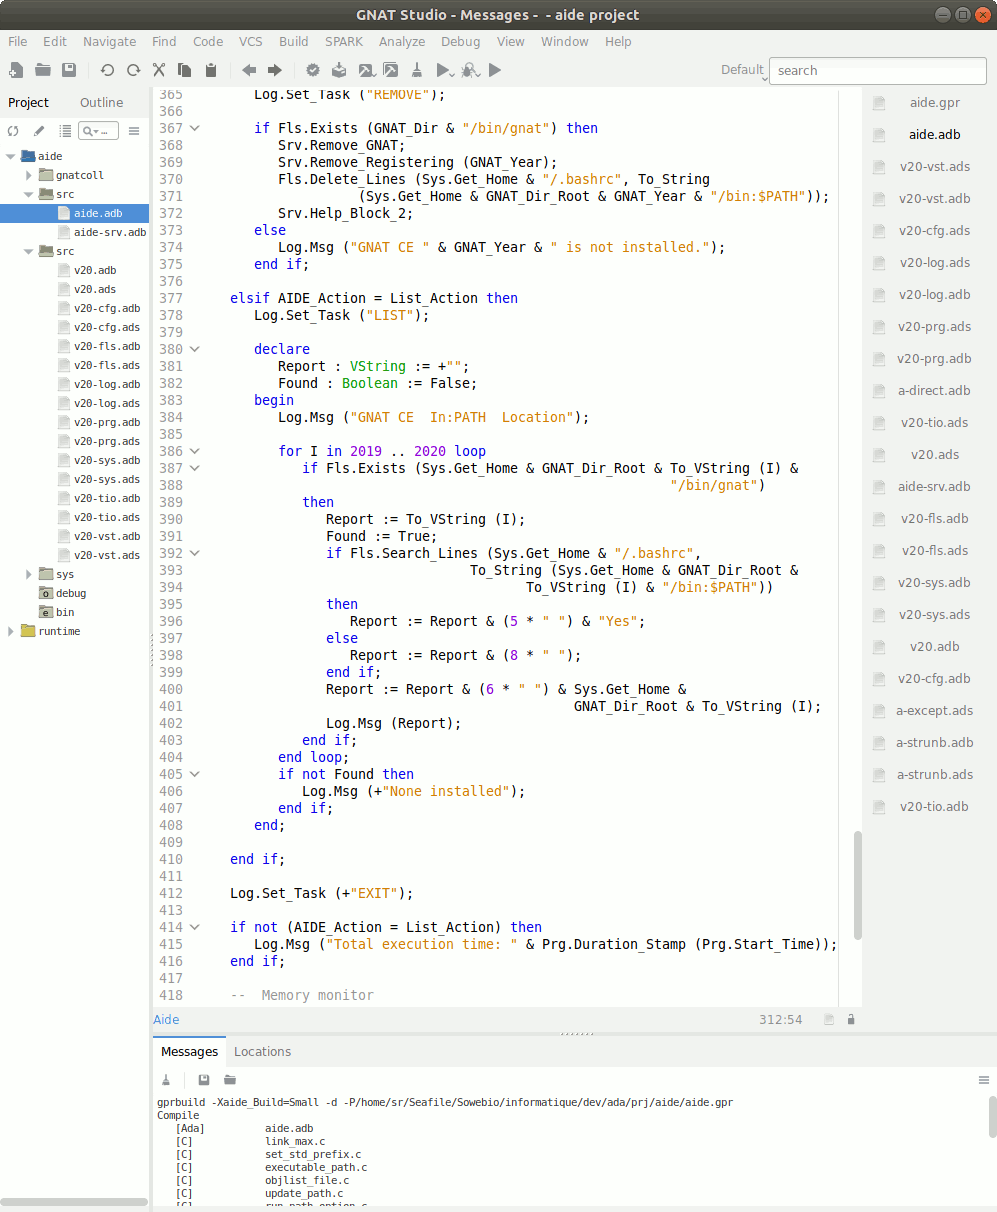 GNAT Studio - Messages -  - aide project
File Edit Navigate Find Code VCS Build SPARK Analyze Debug View Window Help
Default search
Project Outline
aide
gnatcoll
src
aide.adb
aide-srv.adb
src
v20.adb
v20.ads
v20-cfg.adb
v20-cfg.ads
v20-fls.adb
v20-fls.ads
v20-log.adb
v20-log.ads
v20-prg.adb
v20-prg.ads
v20-sys.adb
v20-sys.ads
v20-tio.adb
v20-tio.ads
v20-vst.adb
v20-vst.ads
sys
debug
bin
runtime
365 Log.Set_Task ("REMOVE");
366
367 if Fls.Exists (GNAT_Dir & "/bin/gnat") then
368 Srv.Remove_GNAT;
369 Srv.Remove_Registering (GNAT_Year);
370 Fls.Delete_Lines (Sys.Get_Home & "/.bashrc", To_String
371 (Sys.Get_Home & GNAT_Dir_Root & GNAT_Year & "/bin:$PATH"));
372 Srv.Help_Block_2;
373 else
374 Log.Msg ("GNAT CE " & GNAT_Year & " is not installed.");
375 end if;
376
377 elsif AIDE_Action = List_Action then
378 Log.Set_Task ("LIST");
379
380 declare
381 Report : VString := +"";
382 Found : Boolean := False;
383 begin
384 Log.Msg ("GNAT CE  In:PATH  Location");
385
386 for I in 2019 .. 2020 loop
387 if Fls.Exists (Sys.Get_Home & GNAT_Dir_Root & To_VString (I) &
388 "/bin/gnat")
389 then
390 Report := To_VString (I);
391 Found := True;
392 if Fls.Search_Lines (Sys.Get_Home & "/.bashrc",
393 To_String (Sys.Get_Home & GNAT_Dir_Root &
394 To_VString (I) & "/bin:$PATH"))
395 then
396 Report := Report & (5 * " ") & "Yes";
397 else
398 Report := Report & (8 * " ");
399 end if;
400 Report := Report & (6 * " ") & Sys.Get_Home &
401 GNAT_Dir_Root & To_VString (I);
402 Log.Msg (Report);
403 end if;
404 end loop;
405 if not Found then
406 Log.Msg (+"None installed");
407 end if;
408 end;
409
410 end if;
411
412 Log.Set_Task (+"EXIT");
413
414 if not (AIDE_Action = List_Action) then
415 Log.Msg ("Total execution time: " & Prg.Duration_Stamp (Prg.Start_Time));
416 end if;
417
418 --  Memory monitor
Aide 312:54
aide.gpr
aide.adb
v20-vst.ads
v20-vst.adb
v20-cfg.ads
v20-log.ads
v20-log.adb
v20-prg.ads
v20-prg.adb
a-direct.adb
v20-tio.ads
v20.ads
aide-srv.adb
v20-fls.adb
v20-fls.ads
v20-sys.adb
v20-sys.ads
v20.adb
v20-cfg.adb
a-except.ads
a-strunb.adb
a-strunb.ads
v20-tio.adb
Messages Locations
gprbuild -Xaide_Build=Small -d -P/home/sr/Seafile/Sowebio/informatique/dev/ada/prj/aide/aide.gpr
Compile
[Ada] aide.adb
[C] link_max.c
[C] set_std_prefix.c
[C] executable_path.c
[C] objlist_file.c
[C] update_path.c
[C] run_path_option.c